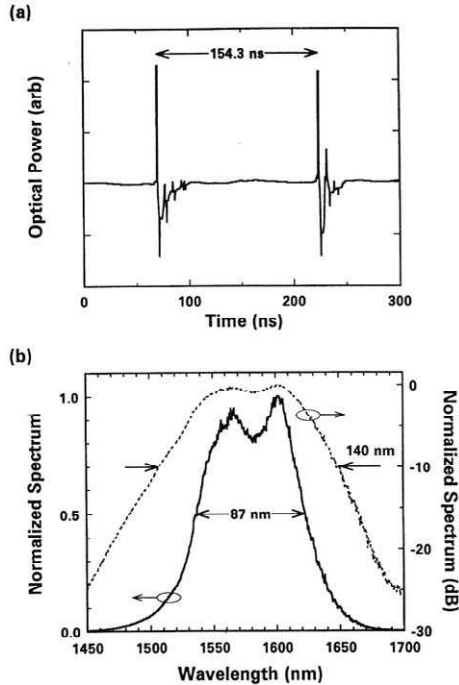 (a)
154.3 ns
Optical Power (arb)
0 100 200 300
Time (ns)
(b)
1.0
0.5
0.0
0
-10
-20
-30
140 nm
87 nm
Normalized Spectrum
Normalized Spectrum (dB)
1450 1500 1550 1600 1650 1700
Wavelength (nm)